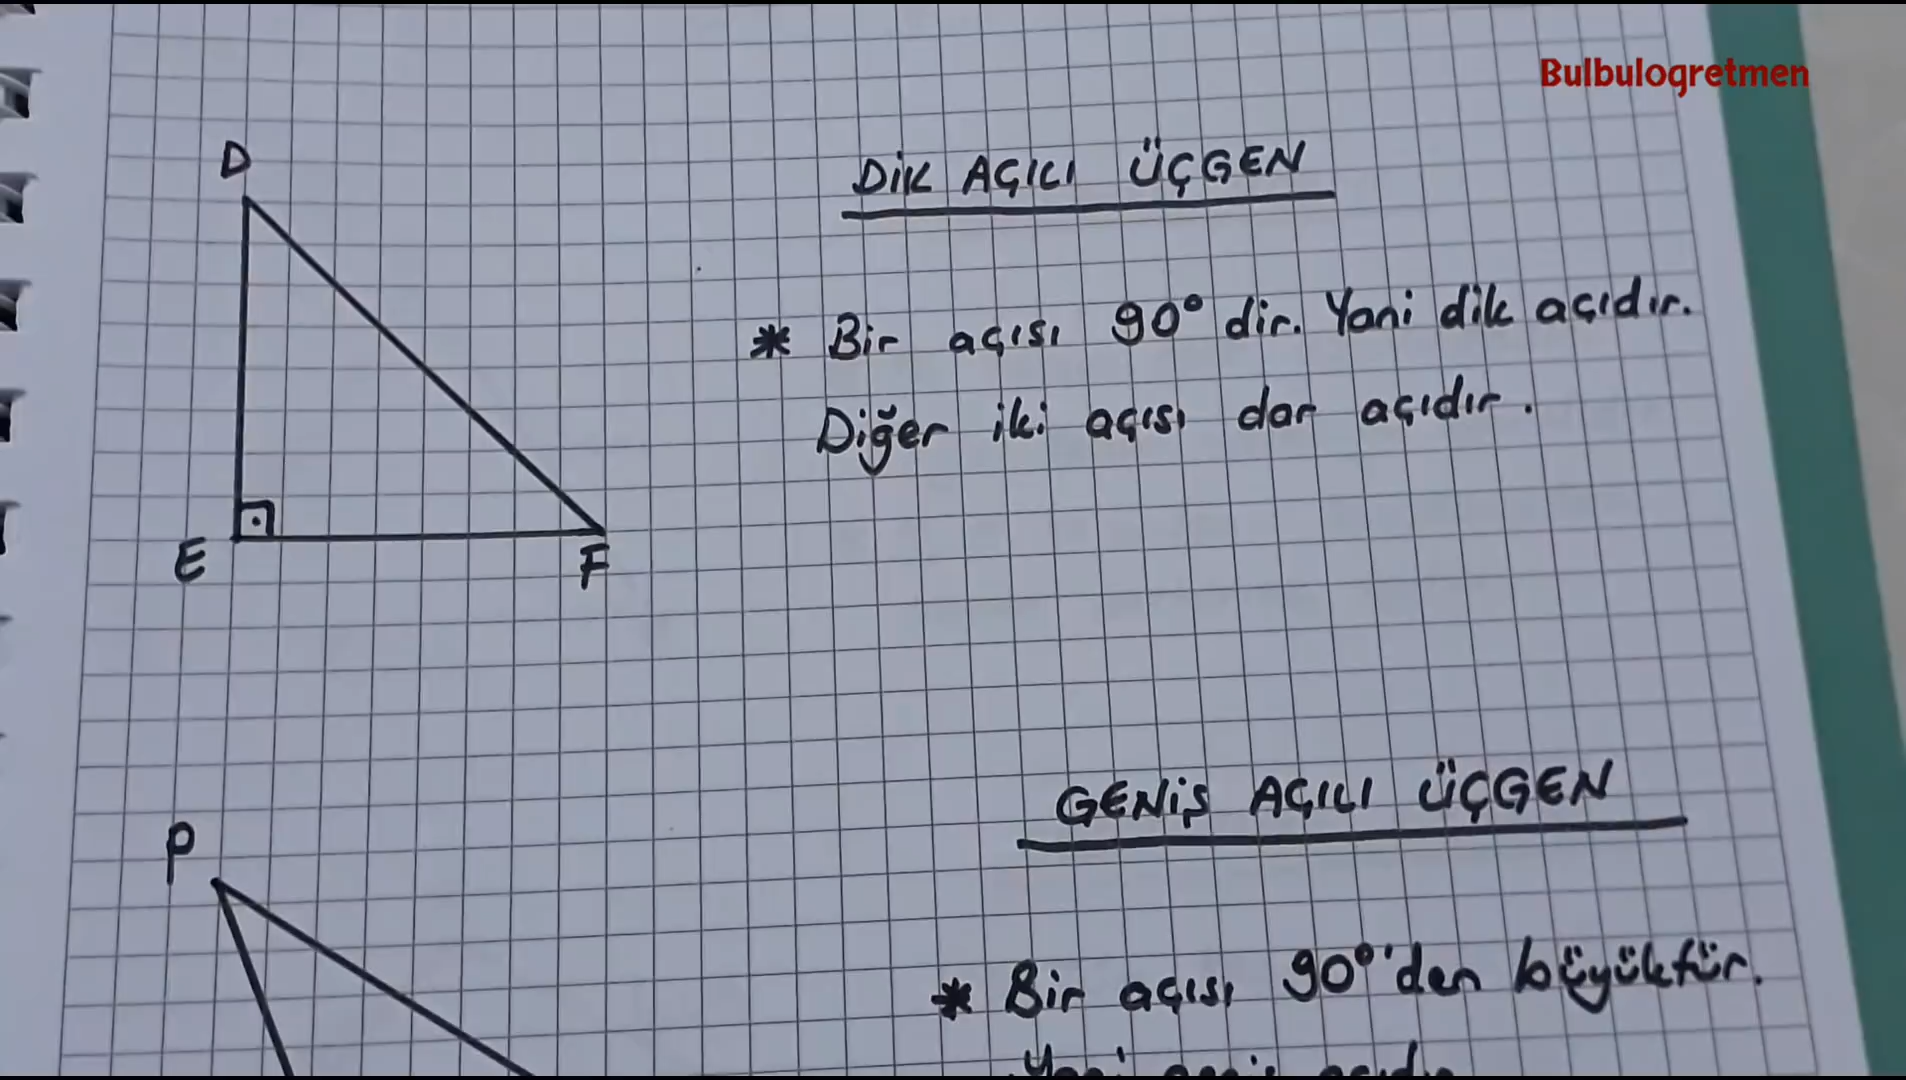 Bulbulogretmen
D
DİK AÇILI ÜÇGEN
* Bir açısı 90° dir. Yani dik açıdır.
Diğer iki açısı dar açıdır.
E
F
GENİŞ AÇILI ÜÇGEN
P
* Bir açısı 90°'den büyüktür.